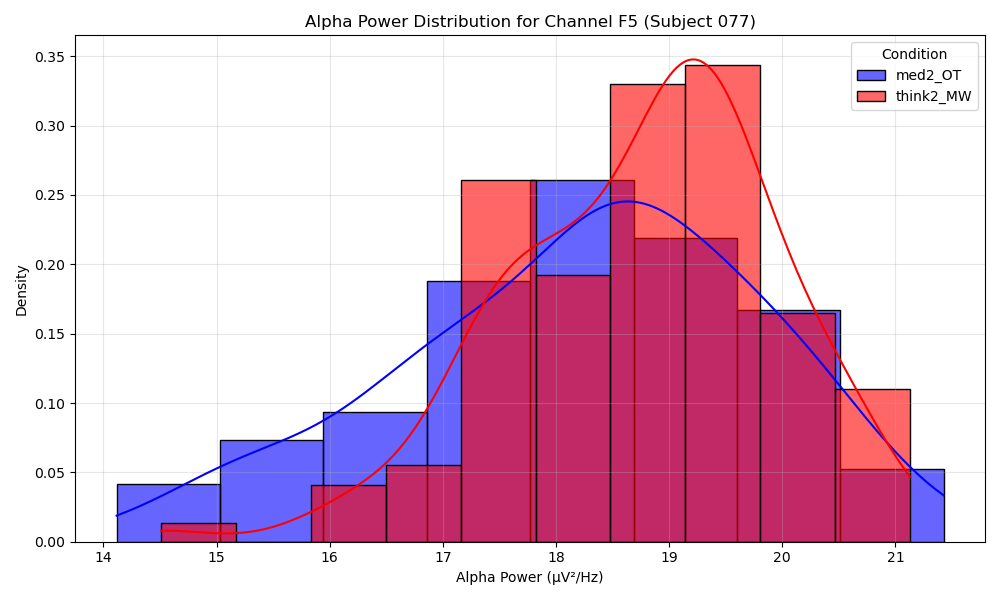 Alpha Power Distribution for Channel F5 (Subject 077)
Condition
med2_OT
think2_MW
Density
0.35
0.30
0.25
0.20
0.15
0.10
0.05
0.00
14 15 16 17 18 19 20 21
Alpha Power (µV²/Hz)